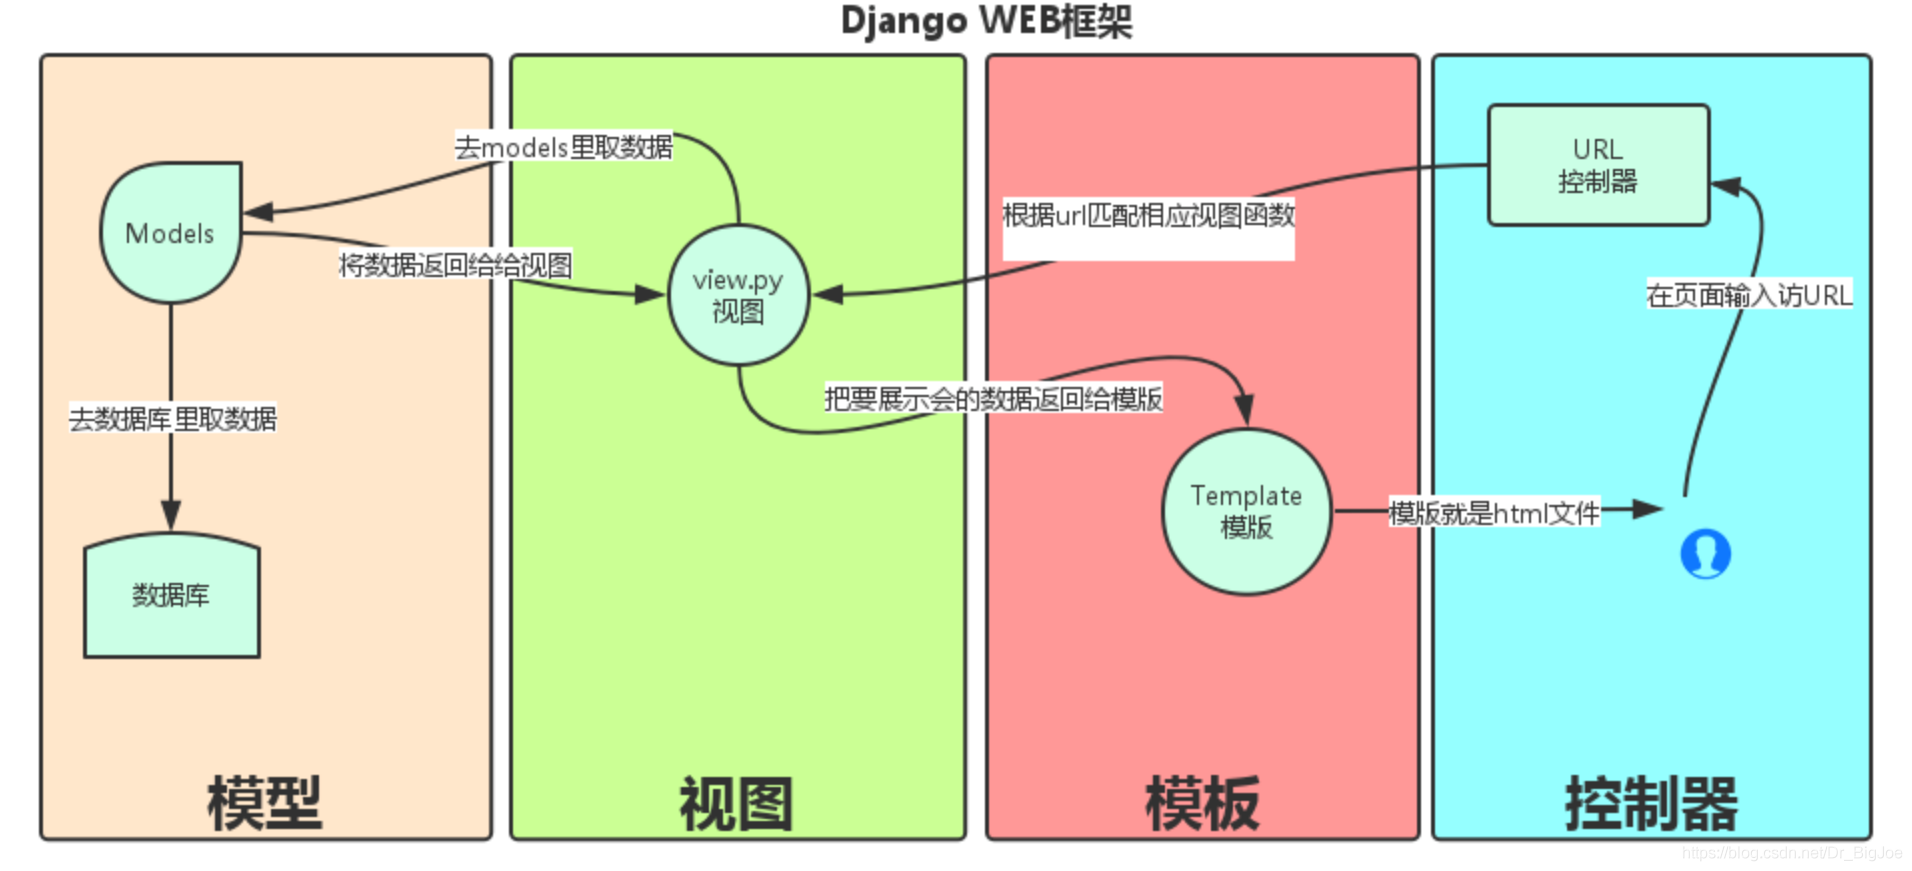 Django WEB框架
去models里取数据
URL
控制器
根据url匹配相应视图函数
Models
将数据返回给给视图
view.py
视图
在页面输入访URL
把要展示会的数据返回给模版
去数据库里取数据
Template
模版
模版就是html文件
数据库
模型
视图
模板
控制器
https://blog.csdn.net/Dr_BigJoe